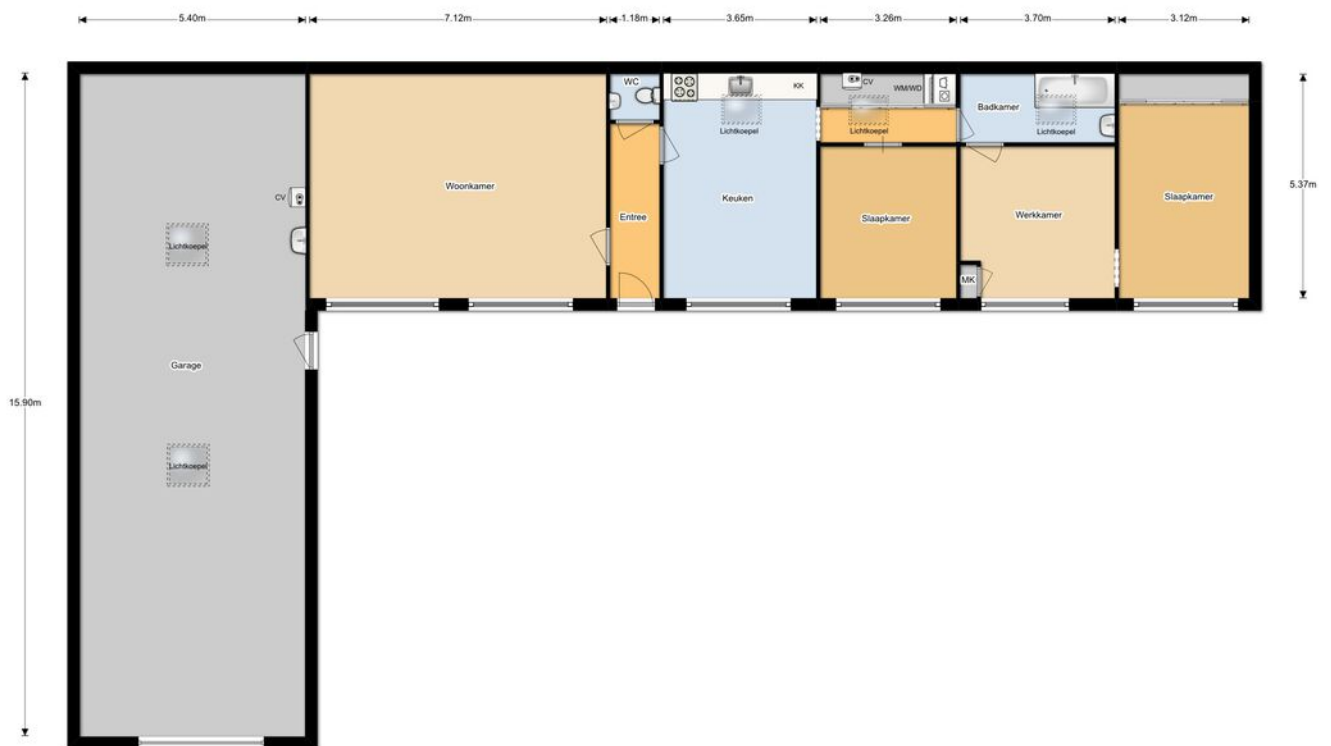 5.40m
7.12m
1.18m
3.65m
3.26m
3.70m
3.12m
WC
KK
CV
WM/WD
Badkamer
Lichtkoepel
Lichtkoepel
Lichtkoepel
Woonkamer
5.37m
CV
Keuken
Slaapkamer
Entree
Slaapkamer
Werkkamer
Lichtkoepel
MK
Garage
15.90m
Lichtkoepel